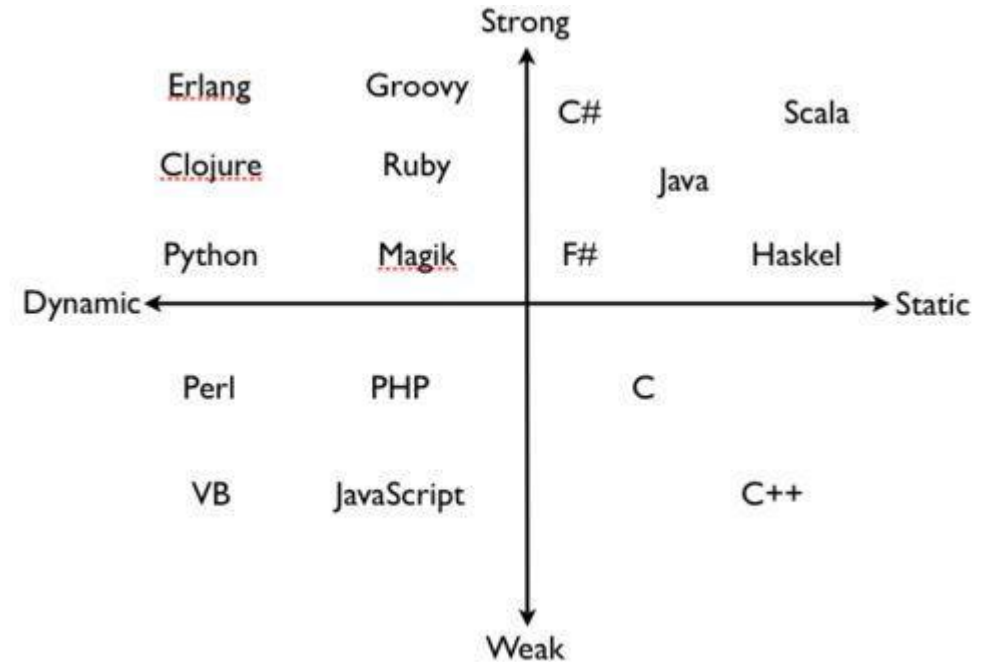 Strong
Erlang Groovy
C# Scala
Clojure Ruby
Java
Python Magik F# Haskel
Dynamic Static
Perl PHP C
VB JavaScript C++
Weak